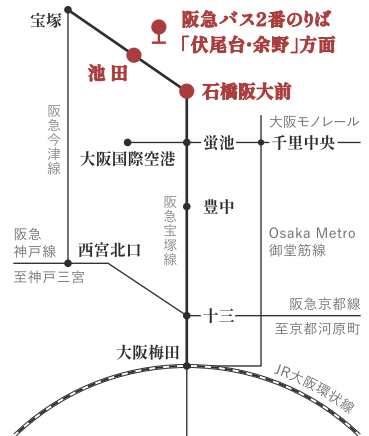 宝塚
阪急バス2番のりば
「伏尾台・余野」方面
池田
石橋阪大前
阪急今津線
大阪モノレール
大阪国際空港
蛍池
千里中央
阪急宝塚線
豊中
阪急
神戸線
西宮北口
Osaka Metro
御堂筋線
至神戸三宮
阪急京都線
十三
至京都河原町
大阪梅田
JR大阪環状線